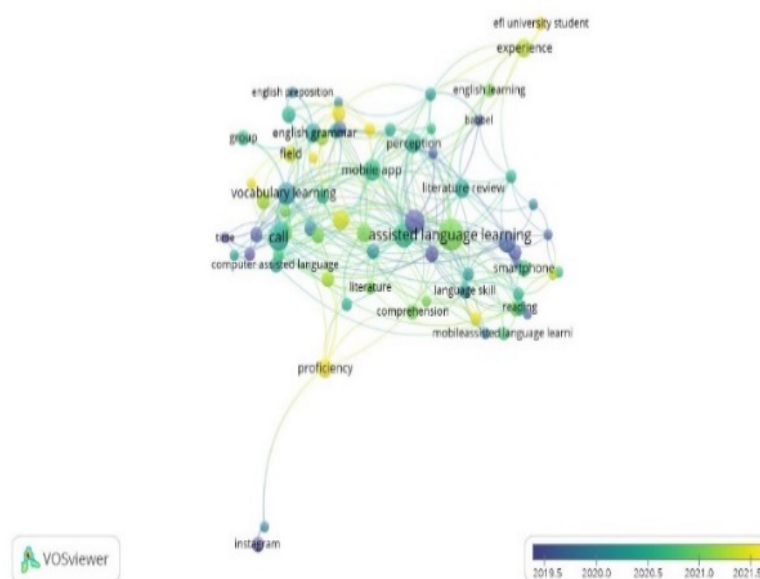 efl university student
experience
english preposition
english learning
babbel
group
english grammar
perception
field
mobile app
vocabulary learning
literature review
time
call
assisted language learning
computer assisted language
smartphone
literature
language skill
comprehension
reading
mobileassisted language learni
proficiency
instagram
VOSviewer
2019.5 2020.0 2020.5 2021.0 2021.5